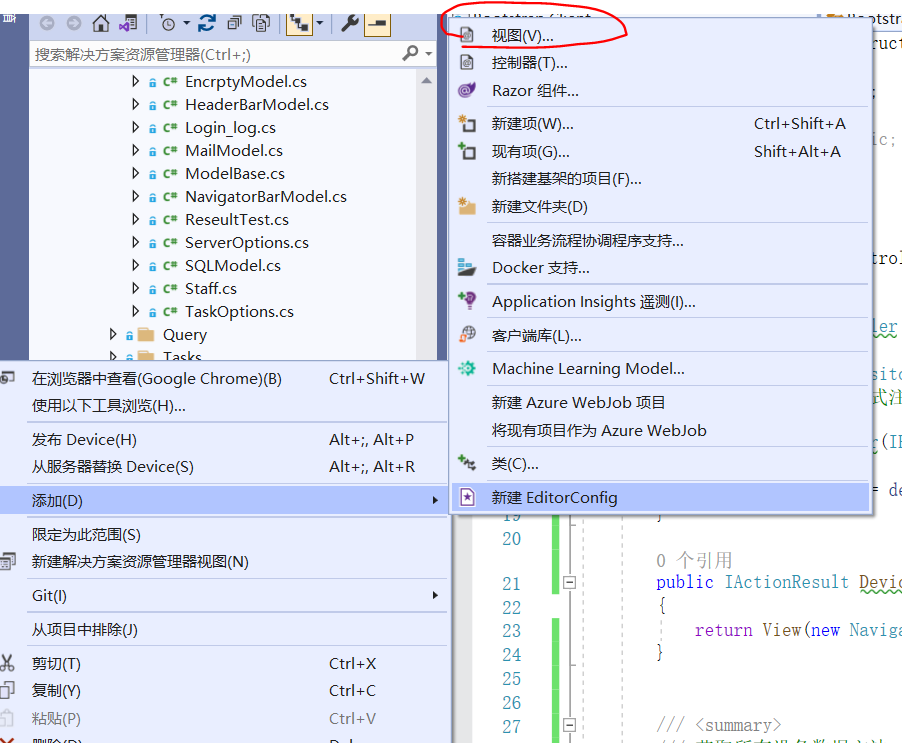 搜索解决方案资源管理器(Ctrl+;)
C# EncrptyModel.cs
C# HeaderBarModel.cs
C# Login_log.cs
C# MailModel.cs
C# ModelBase.cs
C# NavigatorBarModel.cs
C# ReseultTest.cs
C# ServerOptions.cs
C# SQLModel.cs
C# Staff.cs
C# TaskOptions.cs
Query
Tasks
在浏览器中查看(Google Chrome)(B) Ctrl+Shift+W
使用以下工具浏览(H)...
发布 Device(H) Alt+;, Alt+P
从服务器替换 Device(S) Alt+;, Alt+R
添加(D)
限定为此范围(S)
新建解决方案资源管理器视图(N)
Git(I)
从项目中排除(J)
剪切(T) Ctrl+X
复制(Y) Ctrl+C
粘贴(P) Ctrl+V
视图(V)...
控制器(T)...
Razor 组件...
新建项(W)... Ctrl+Shift+A
现有项(G)... Shift+Alt+A
新搭建基架的项目(F)...
新建文件夹(D)
容器业务流程协调程序支持...
Docker 支持...
Application Insights 遥测(I)...
客户端库(L)...
Machine Learning Model...
新建 Azure WebJob 项目
将现有项目作为 Azure WebJob
类(C)...
新建 EditorConfig
19 }
20
0 个引用
21 public IActionResult Devic
22 {
23 return View(new Naviga
24 }
25
26
27 /// <summary>